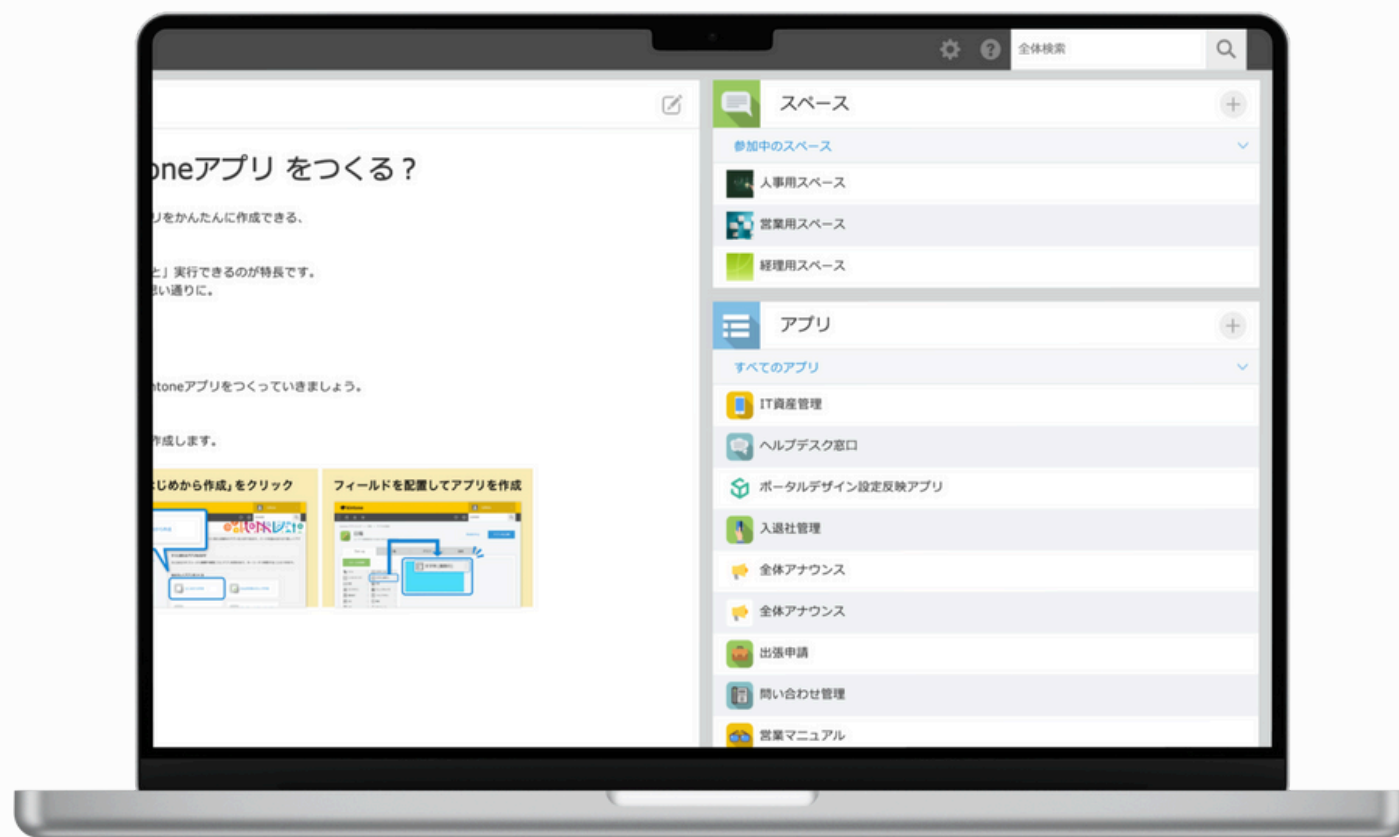 全体検索
oneアプリ をつくる？
リをかんたんに作成できる、
と」実行できるのが特長です。
思い通りに。
ntoneアプリをつくっていきましょう。
作成します。
はじめから作成」をクリック
フィールドを配置してアプリを作成
スペース
参加中のスペース
人事用スペース
営業用スペース
経理用スペース
アプリ
すべてのアプリ
IT資産管理
ヘルプデスク窓口
ポータルデザイン設定反映アプリ
入退社管理
全体アナウンス
全体アナウンス
出張申請
問い合わせ管理
営業マニュアル